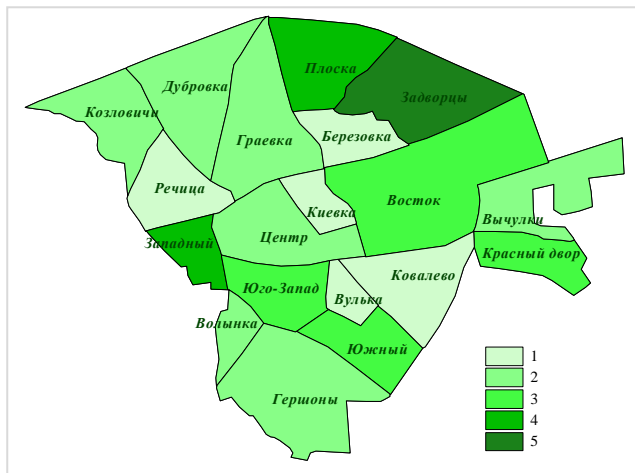 Плоска
Дубровка
Задворцы
Козловичи
Березовка
Граевка
Речица
Восток
Киевка
Вычулки
Центр
Западный
Красный двор
Ковалево
Юго-Запад
Вулька
Волынка
Южный
Гершоны
1
2
3
4
5